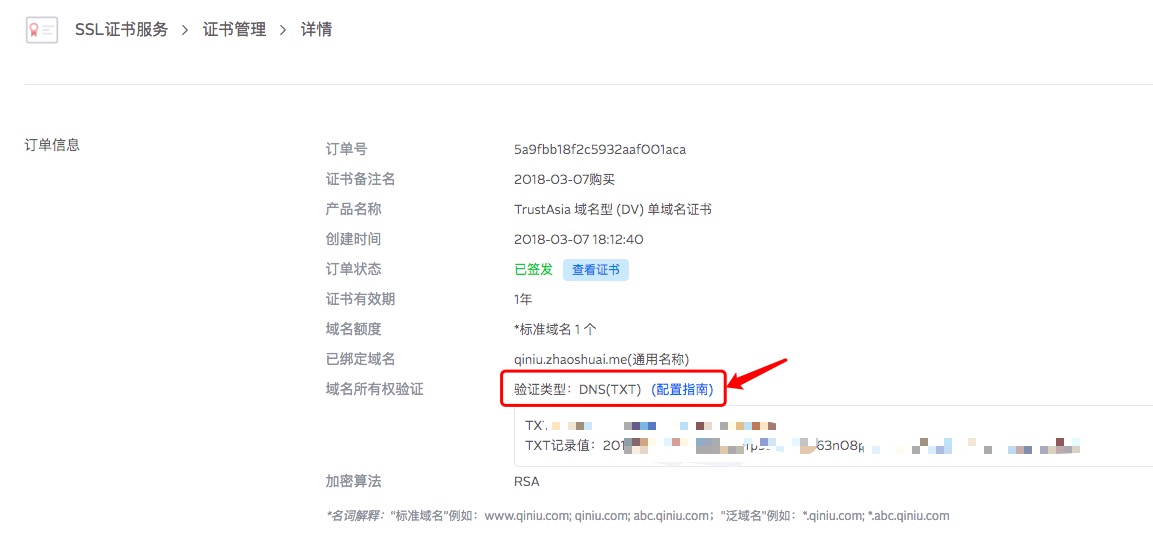 SSL证书服务 > 证书管理 > 详情
订单信息
订单号 5a9fbb18f2c5932aaf001aca
证书备注名 2018-03-07购买
产品名称 TrustAsia 域名型 (DV) 单域名证书
创建时间 2018-03-07 18:12:40
订单状态 已签发 查看证书
证书有效期 1年
域名额度 *标准域名 1 个
已绑定域名 qiniu.zhaoshuai.me(通用名称)
域名所有权验证 验证类型：DNS(TXT) (配置指南)
TXT记录值：
加密算法 RSA
*名词解释："标准域名"例如：www.qiniu.com; qiniu.com; abc.qiniu.com；"泛域名"例如：*.qiniu.com; *.abc.qiniu.com